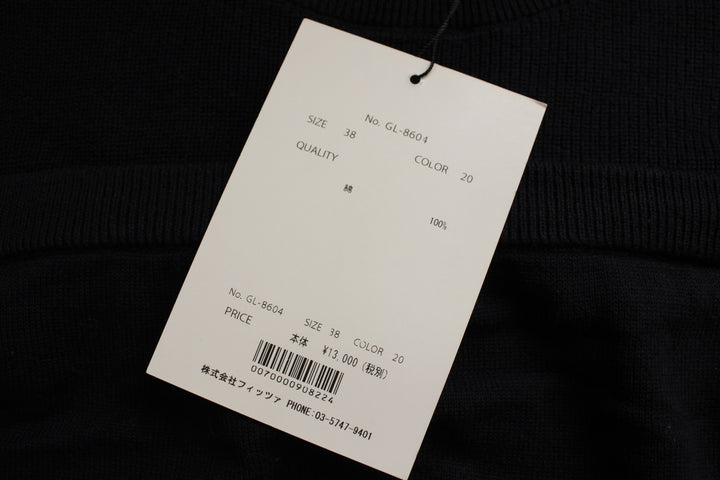 No. GL-8604
SIZE 38 COLOR 20
QUALITY
綿 100%
No. GL-8604 SIZE 38 COLOR 20
PRICE 本体 ¥13,000 (税別)
0070000908224
株式会社フィッツァ PHONE:03-5747-9401